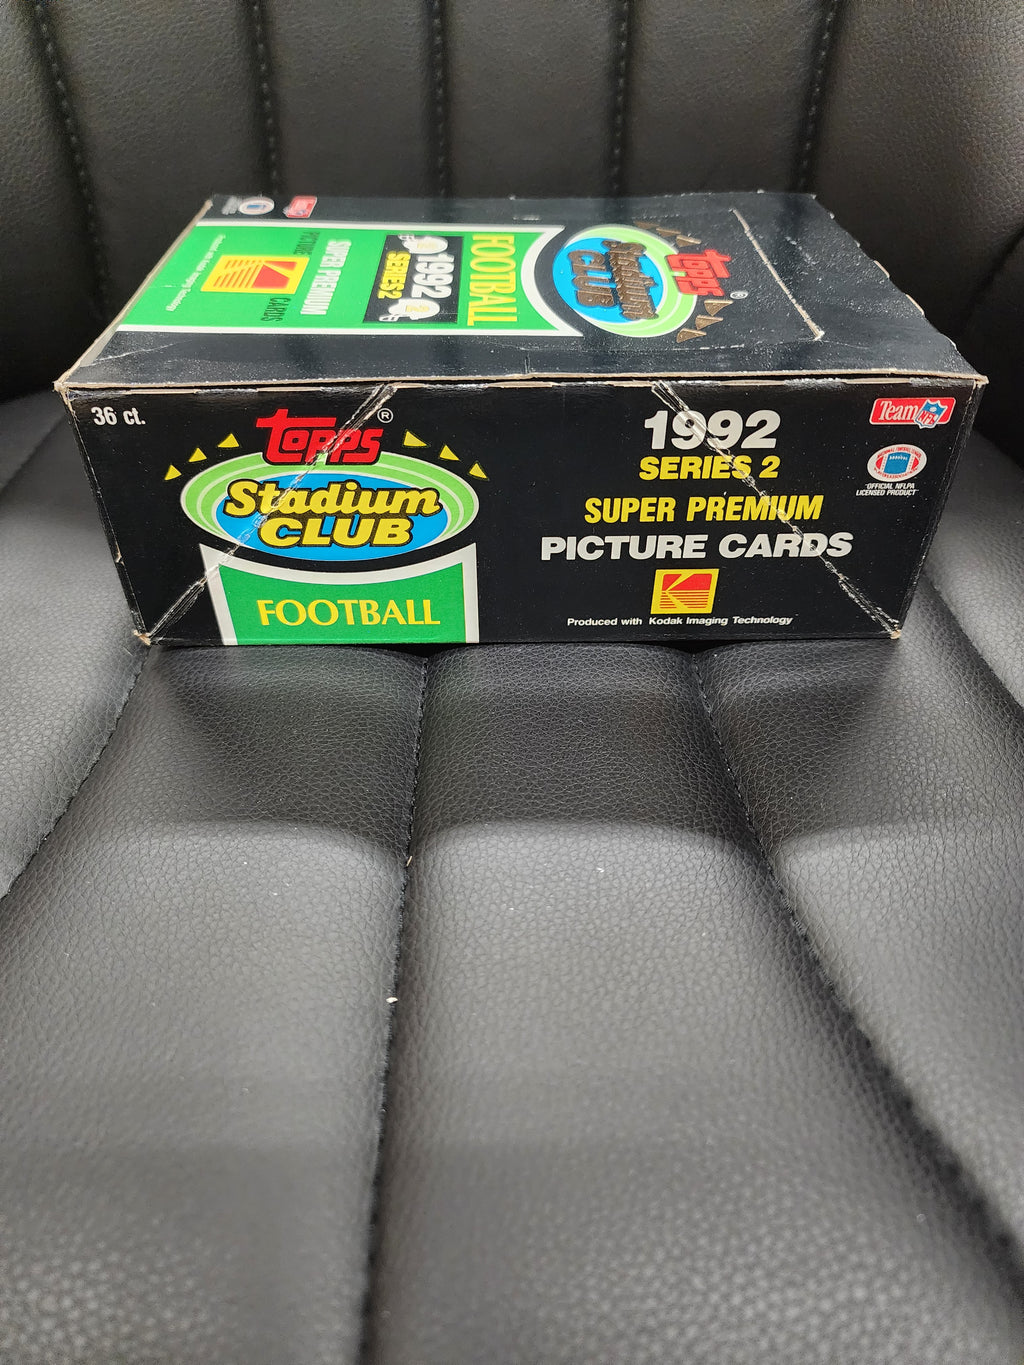 TOPPS®
Stadium
CLUB
FOOTBALL
1992
SERIES 2
SUPER PREMIUM
PICTURE
CARDS
36 ct.
TOPPS®
Stadium
CLUB
FOOTBALL
1992
SERIES 2
SUPER PREMIUM
PICTURE CARDS
Produced with Kodak Imaging Technology
Team NFL
OFFICIAL NFLPA
LICENSED PRODUCT